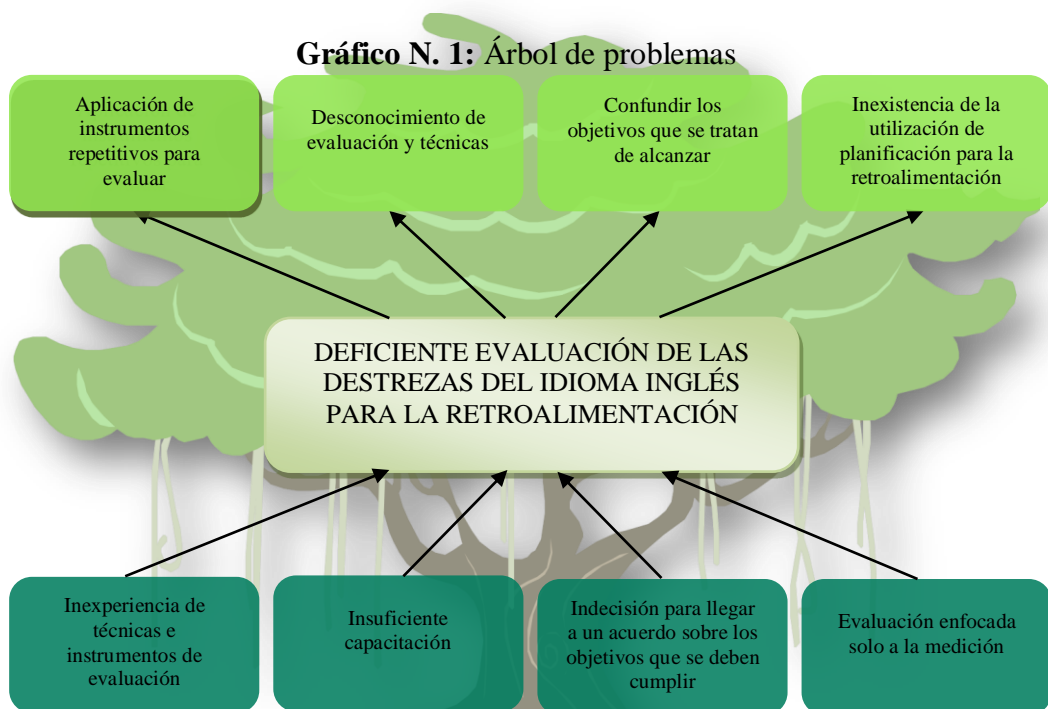 Gráfico N. 1: Árbol de problemas
Aplicación de
instrumentos
repetitivos para
evaluar
Desconocimiento de
evaluación y técnicas
Confundir los
objetivos que se tratan
de alcanzar
Inexistencia de la
utilización de
planificación para la
retroalimentación
DEFICIENTE EVALUACIÓN DE LAS
DESTREZAS DEL IDIOMA INGLÉS
PARA LA RETROALIMENTACIÓN
Inexperiencia de
técnicas e
instrumentos de
evaluación
Insuficiente
capacitación
Indecisión para llegar
a un acuerdo sobre los
objetivos que se deben
cumplir
Evaluación enfocada
solo a la medición